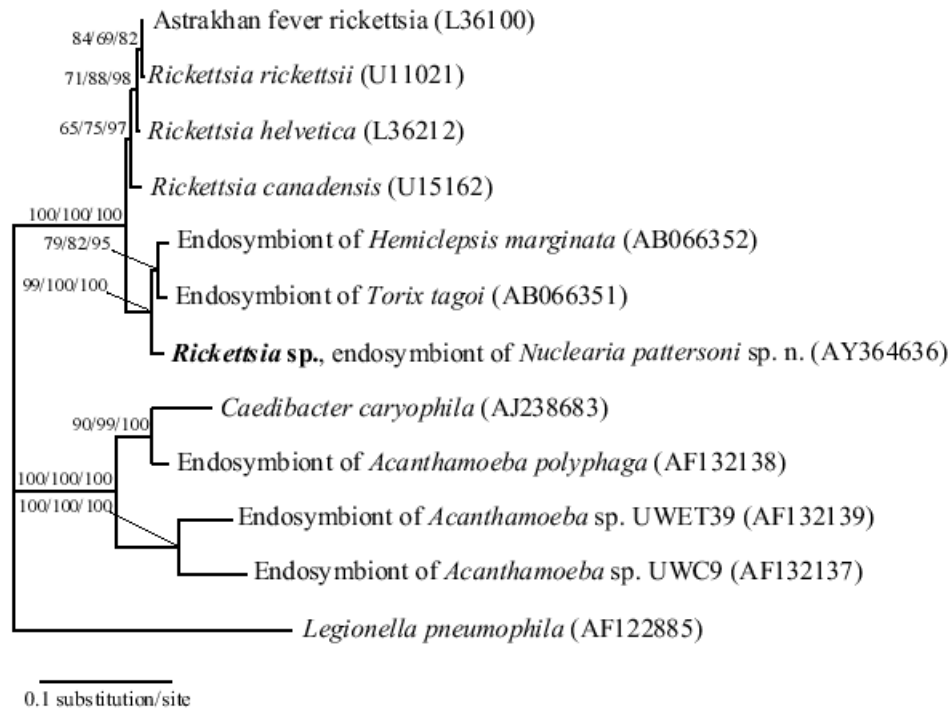 Astrakhan fever rickettsia (L36100)
84/69/82
71/88/98
Rickettsia rickettsii (U11021)
65/75/97
Rickettsia helvetica (L36212)
Rickettsia canadensis (U15162)
100/100/100
79/82/95
Endosymbiont of Hemiclepsis marginata (AB066352)
99/100/100
Endosymbiont of Torix tagoi (AB066351)
Rickettsia sp., endosymbiont of Nuclearia pattersoni sp. n. (AY364636)
Caedibacter caryophila (AJ238683)
90/99/100
Endosymbiont of Acanthamoeba polyphaga (AF132138)
100/100/100
100/100/100
Endosymbiont of Acanthamoeba sp. UWET39 (AF132139)
Endosymbiont of Acanthamoeba sp. UWC9 (AF132137)
Legionella pneumophila (AF122885)
0.1 substitution/site